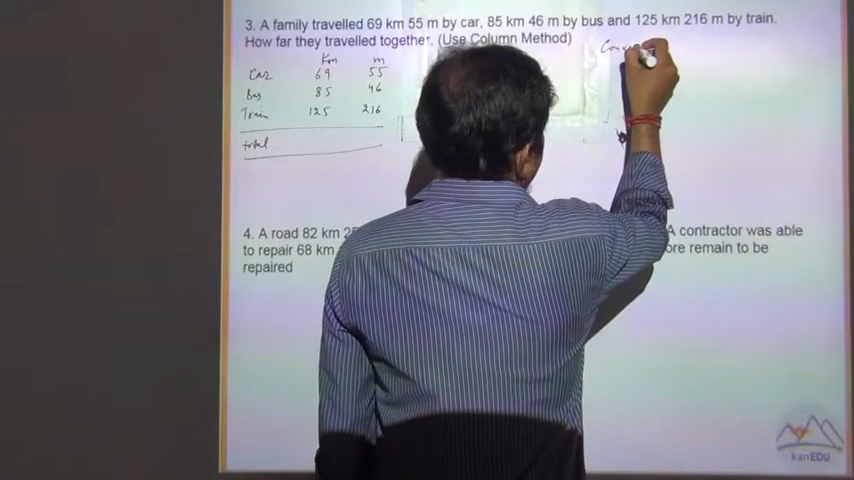 3. A family travelled 69 km 55 m by car, 85 km 46 m by bus and 125 km 216 m by train.
How far they travelled together. (Use Column Method)
Km m
Car 69 55
Bus 85 46
Train 125 216
total
4. A road 82 km
A contractor was able
to repair 68 km
remain to be
repaired
kanEDU